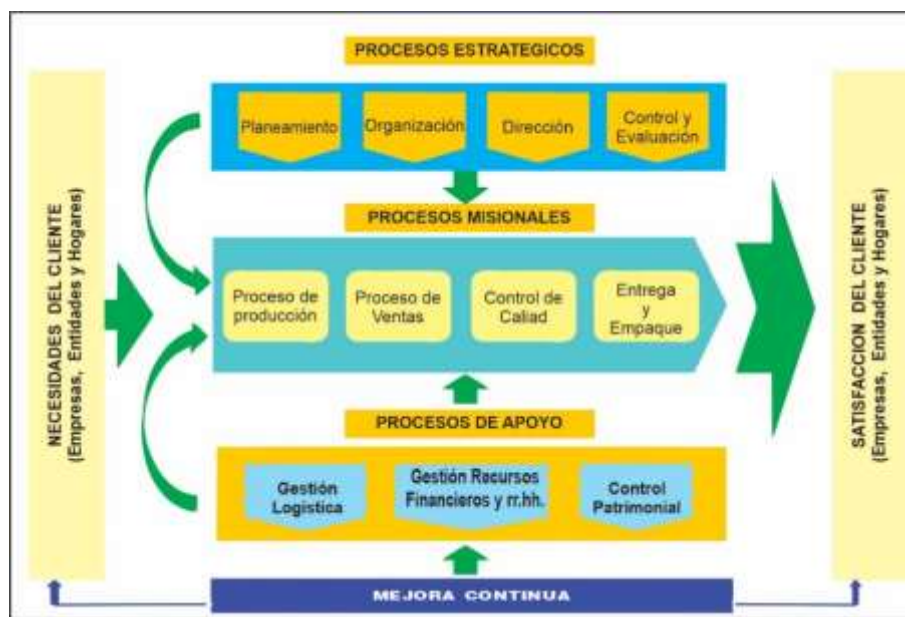 PROCESOS ESTRATEGICOS
Planeamiento
Organización
Dirección
Control y
Evaluación
NECESIDADES DEL CLIENTE
(Empresas, Entidades y Hogares)
PROCESOS MISIONALES
Proceso de
producción
Proceso de
Ventas
Control de
Caliad
Entrega
y
Empaque
PROCESOS DE APOYO
Gestión
Logistica
Gestión Recursos
Financieros y rr.hh.
Control
Patrimonial
MEJORA CONTINUA
SATISFACCION DEL CLIENTE
(Empresas, Entidades y Hogares)